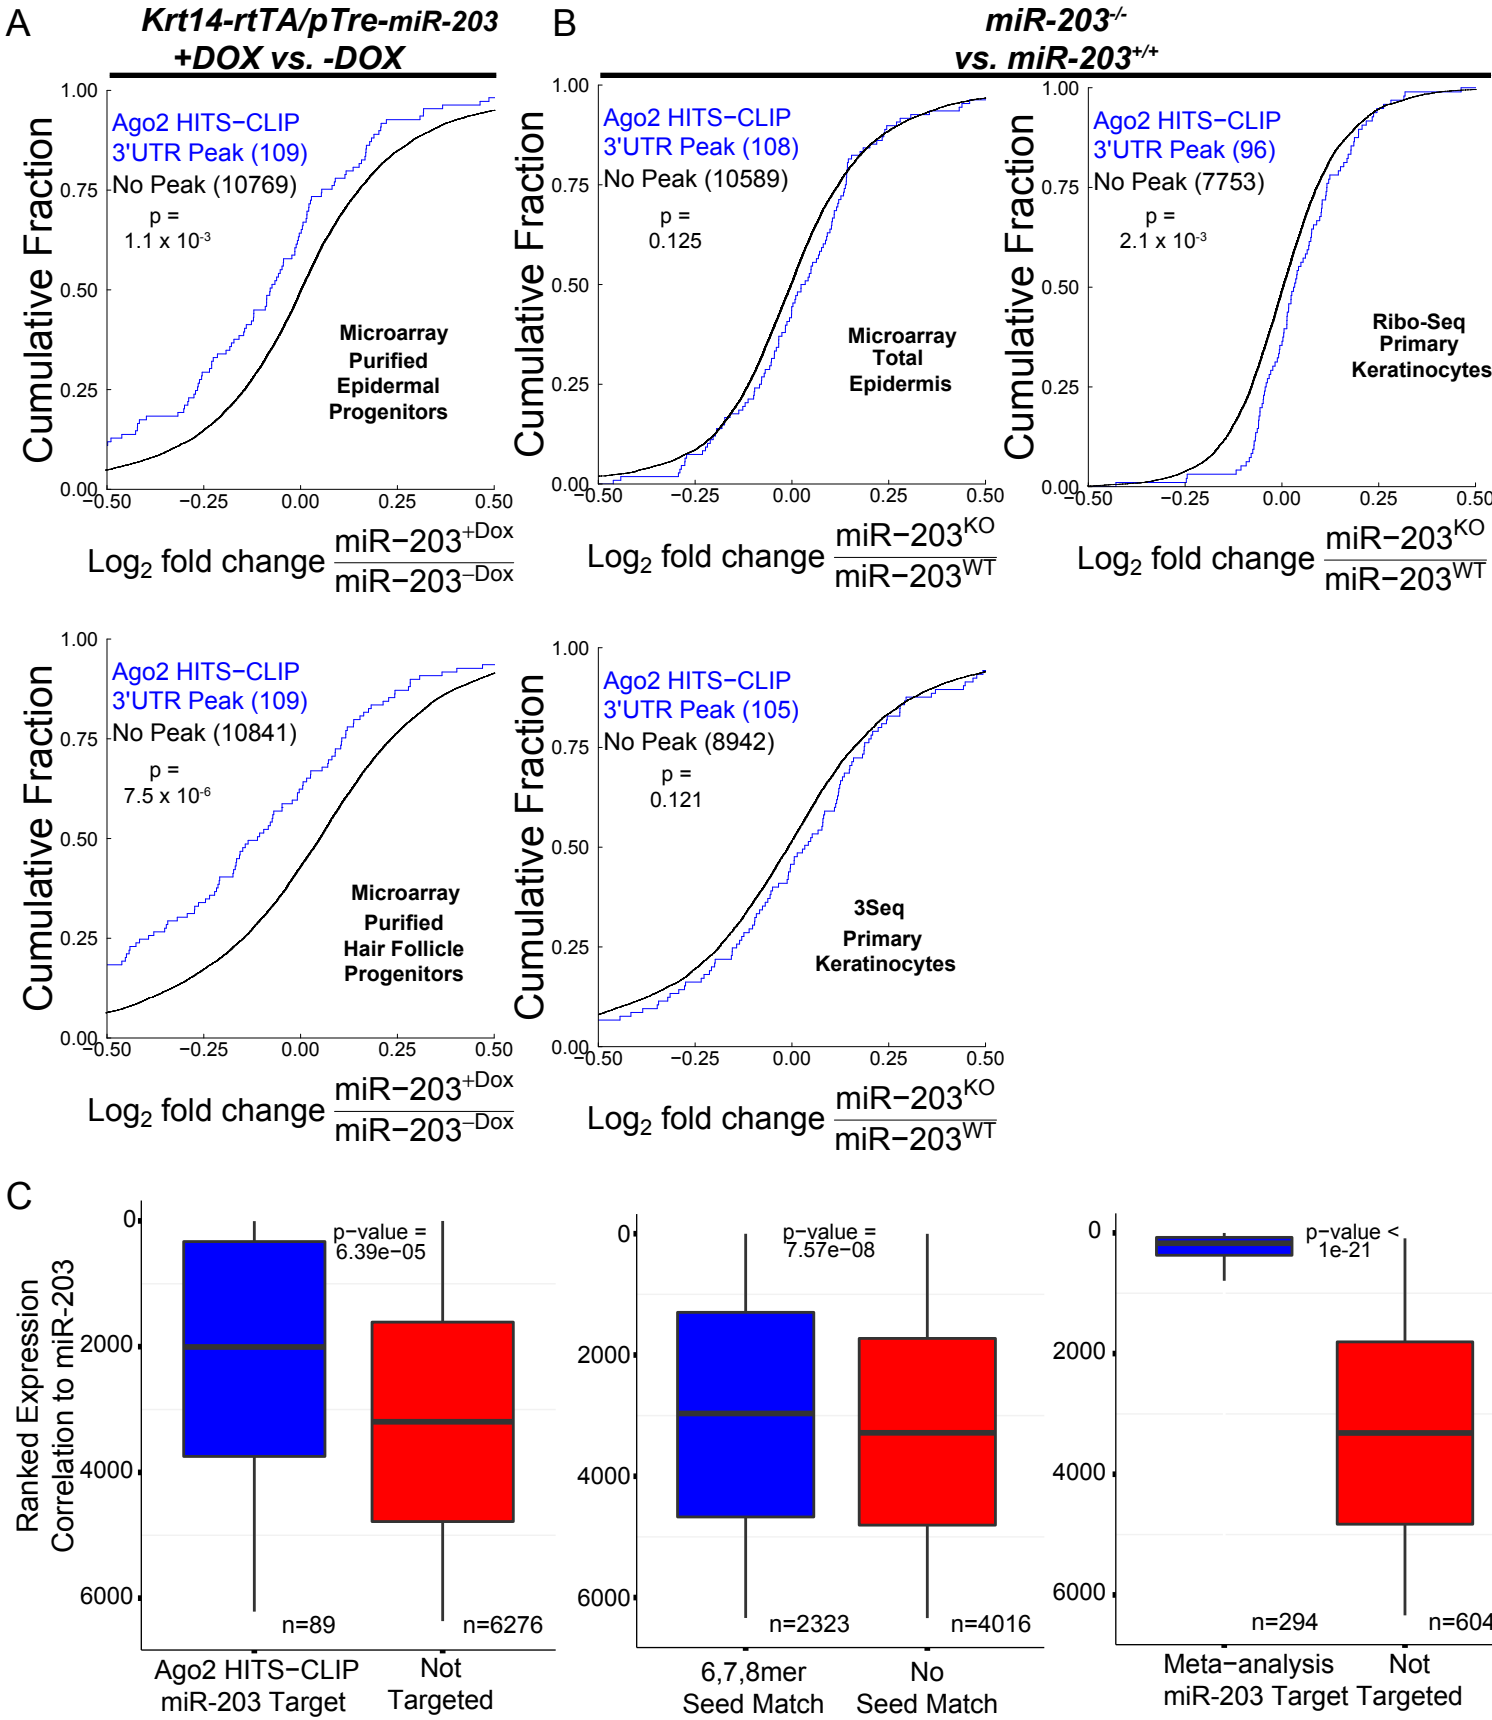 A
Krt14-rtTA/pTre-miR-203
+DOX vs. -DOX
B
miR-203-/-
vs. miR-203+/+
1.00
0.75
0.50
0.25
0.00
Cumulative Fraction
Ago2 HITS−CLIP
3'UTR Peak (109)
No Peak (10769)
p =
1.1 x 10-3
Microarray
Purified
Epidermal
Progenitors
−0.50
−0.25
0.00
0.25
0.50
Log2 fold change miR−203+Dox
miR−203−Dox
1.00
0.75
0.50
0.25
0.00
Cumulative Fraction
Ago2 HITS−CLIP
3'UTR Peak (108)
No Peak (10589)
p =
0.125
Microarray
Total
Epidermis
−0.50
−0.25
0.00
0.25
0.50
Log2 fold change miR−203KO
miR−203WT
1.00
0.75
0.50
0.25
0.00
Cumulative Fraction
Ago2 HITS−CLIP
3'UTR Peak (96)
No Peak (7753)
p =
2.1 x 10-3
Ribo-Seq
Primary
Keratinocytes
−0.50
−0.25
0.00
0.25
0.50
Log2 fold change miR−203KO
miR−203WT
1.00
0.75
0.50
0.25
0.00
Cumulative Fraction
Ago2 HITS−CLIP
3'UTR Peak (109)
No Peak (10841)
p =
7.5 x 10-6
Microarray
Purified
Hair Follicle
Progenitors
−0.50
−0.25
0.00
0.25
0.50
Log2 fold change miR−203+Dox
miR−203−Dox
1.00
0.75
0.50
0.25
0.00
Cumulative Fraction
Ago2 HITS−CLIP
3'UTR Peak (105)
No Peak (8942)
p =
0.121
3Seq
Primary
Keratinocytes
−0.50
−0.25
0.00
0.25
0.50
Log2 fold change miR−203KO
miR−203WT
C
Ranked Expression
Correlation to miR-203
0
2000
4000
6000
p−value =
6.39e−05
n=89
n=6276
Ago2 HITS−CLIP
miR-203 Target
Not
Targeted
0
2000
4000
6000
p−value =
7.57e−08
n=2323
n=4016
6,7,8mer
Seed Match
No
Seed Match
0
2000
4000
6000
p−value <
1e-21
n=294
n=604
Meta−analysis
miR-203 Target
Not
Targeted